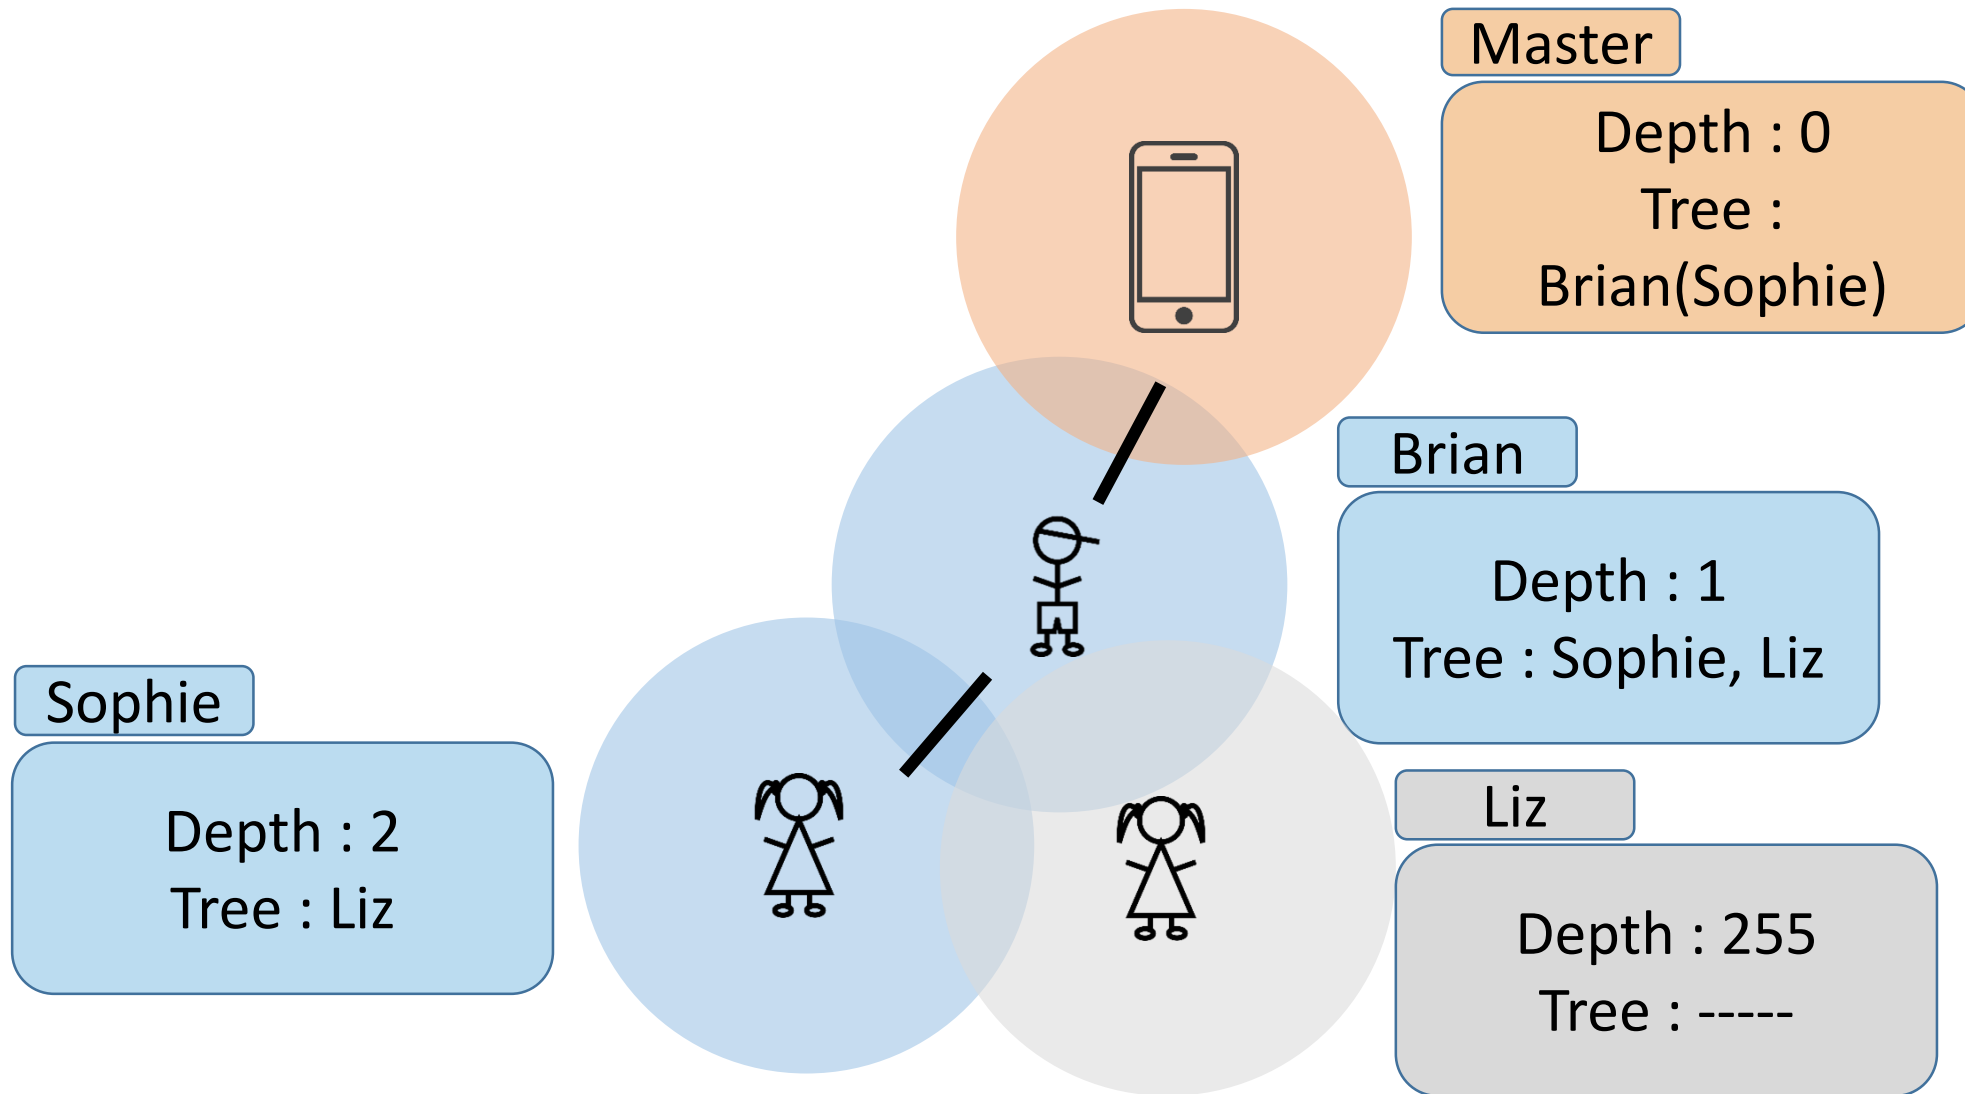 Master
Depth : 0
Tree :
Brian(Sophie)
Brian
Depth : 1
Tree : Sophie, Liz
Sophie
Depth : 2
Tree : Liz
Liz
Depth : 255
Tree : -----